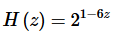 H (z) = 2^{1−6z}